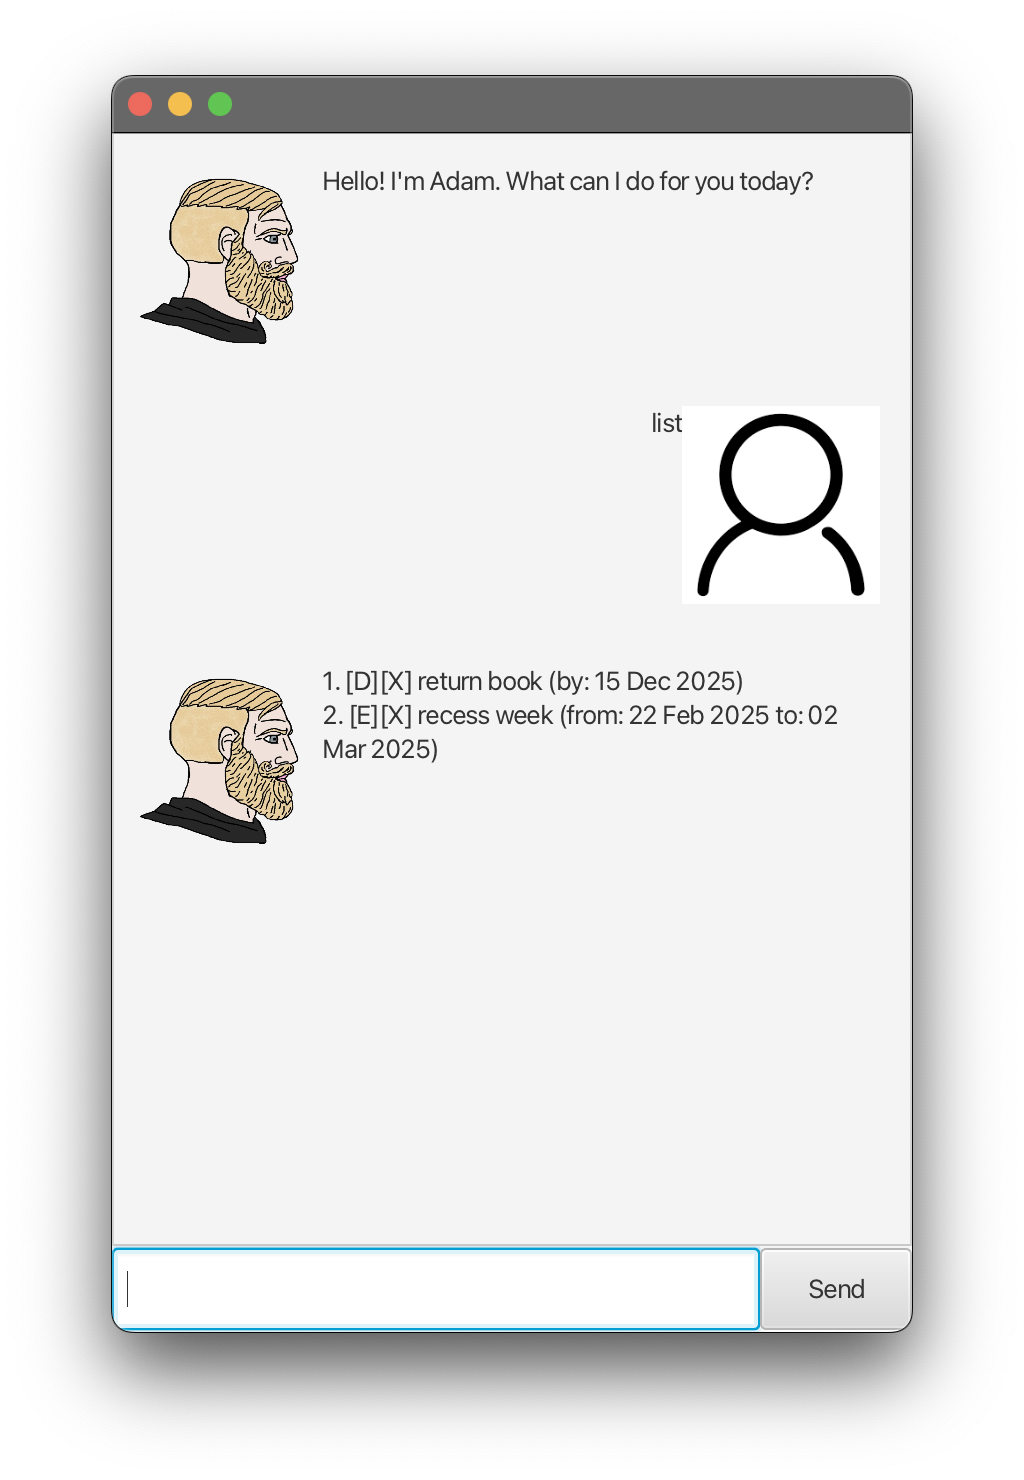 Hello! I'm Adam. What can I do for you today?
list
1. [D][X] return book (by: 15 Dec 2025)
2. [E][X] recess week (from: 22 Feb 2025 to: 02
Mar 2025)
Send